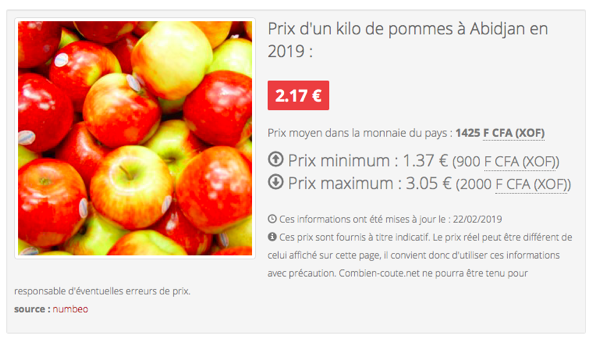 Prix d'un kilo de pommes à Abidjan en
2019 :
2.17 €
Prix moyen dans la monnaie du pays : 1425 F CFA (XOF)
Prix minimum : 1.37 € (900 F CFA (XOF))
Prix maximum : 3.05 € (2000 F CFA (XOF))
Ces informations ont été mises à jour le : 22/02/2019
Ces prix sont fournis à titre indicatif. Le prix réel peut être différent de
celui affiché sur cette page, il convient donc d'utiliser ces informations
avec précaution. Combien-coute.net ne pourra être tenu pour
responsable d'éventuelles erreurs de prix.
source : numbeo